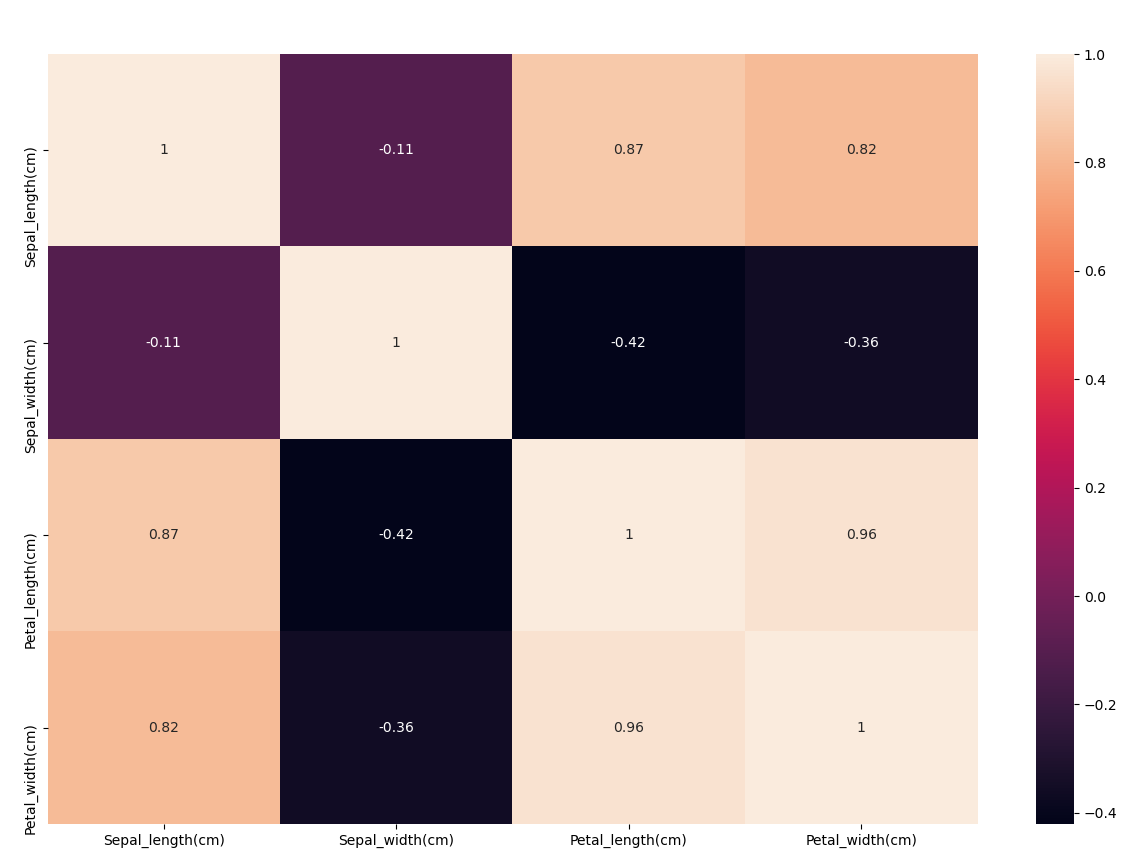 1.0
Sepal_length(cm)
1 -0.11 0.87 0.82
0.8
Sepal_width(cm)
-0.11 1 -0.42 -0.36
0.6
0.4
Petal_length(cm)
0.87 -0.42 1 0.96
0.2
0.0
Petal_width(cm)
0.82 -0.36 0.96 1
−0.2
−0.4
Sepal_length(cm) Sepal_width(cm) Petal_length(cm) Petal_width(cm)